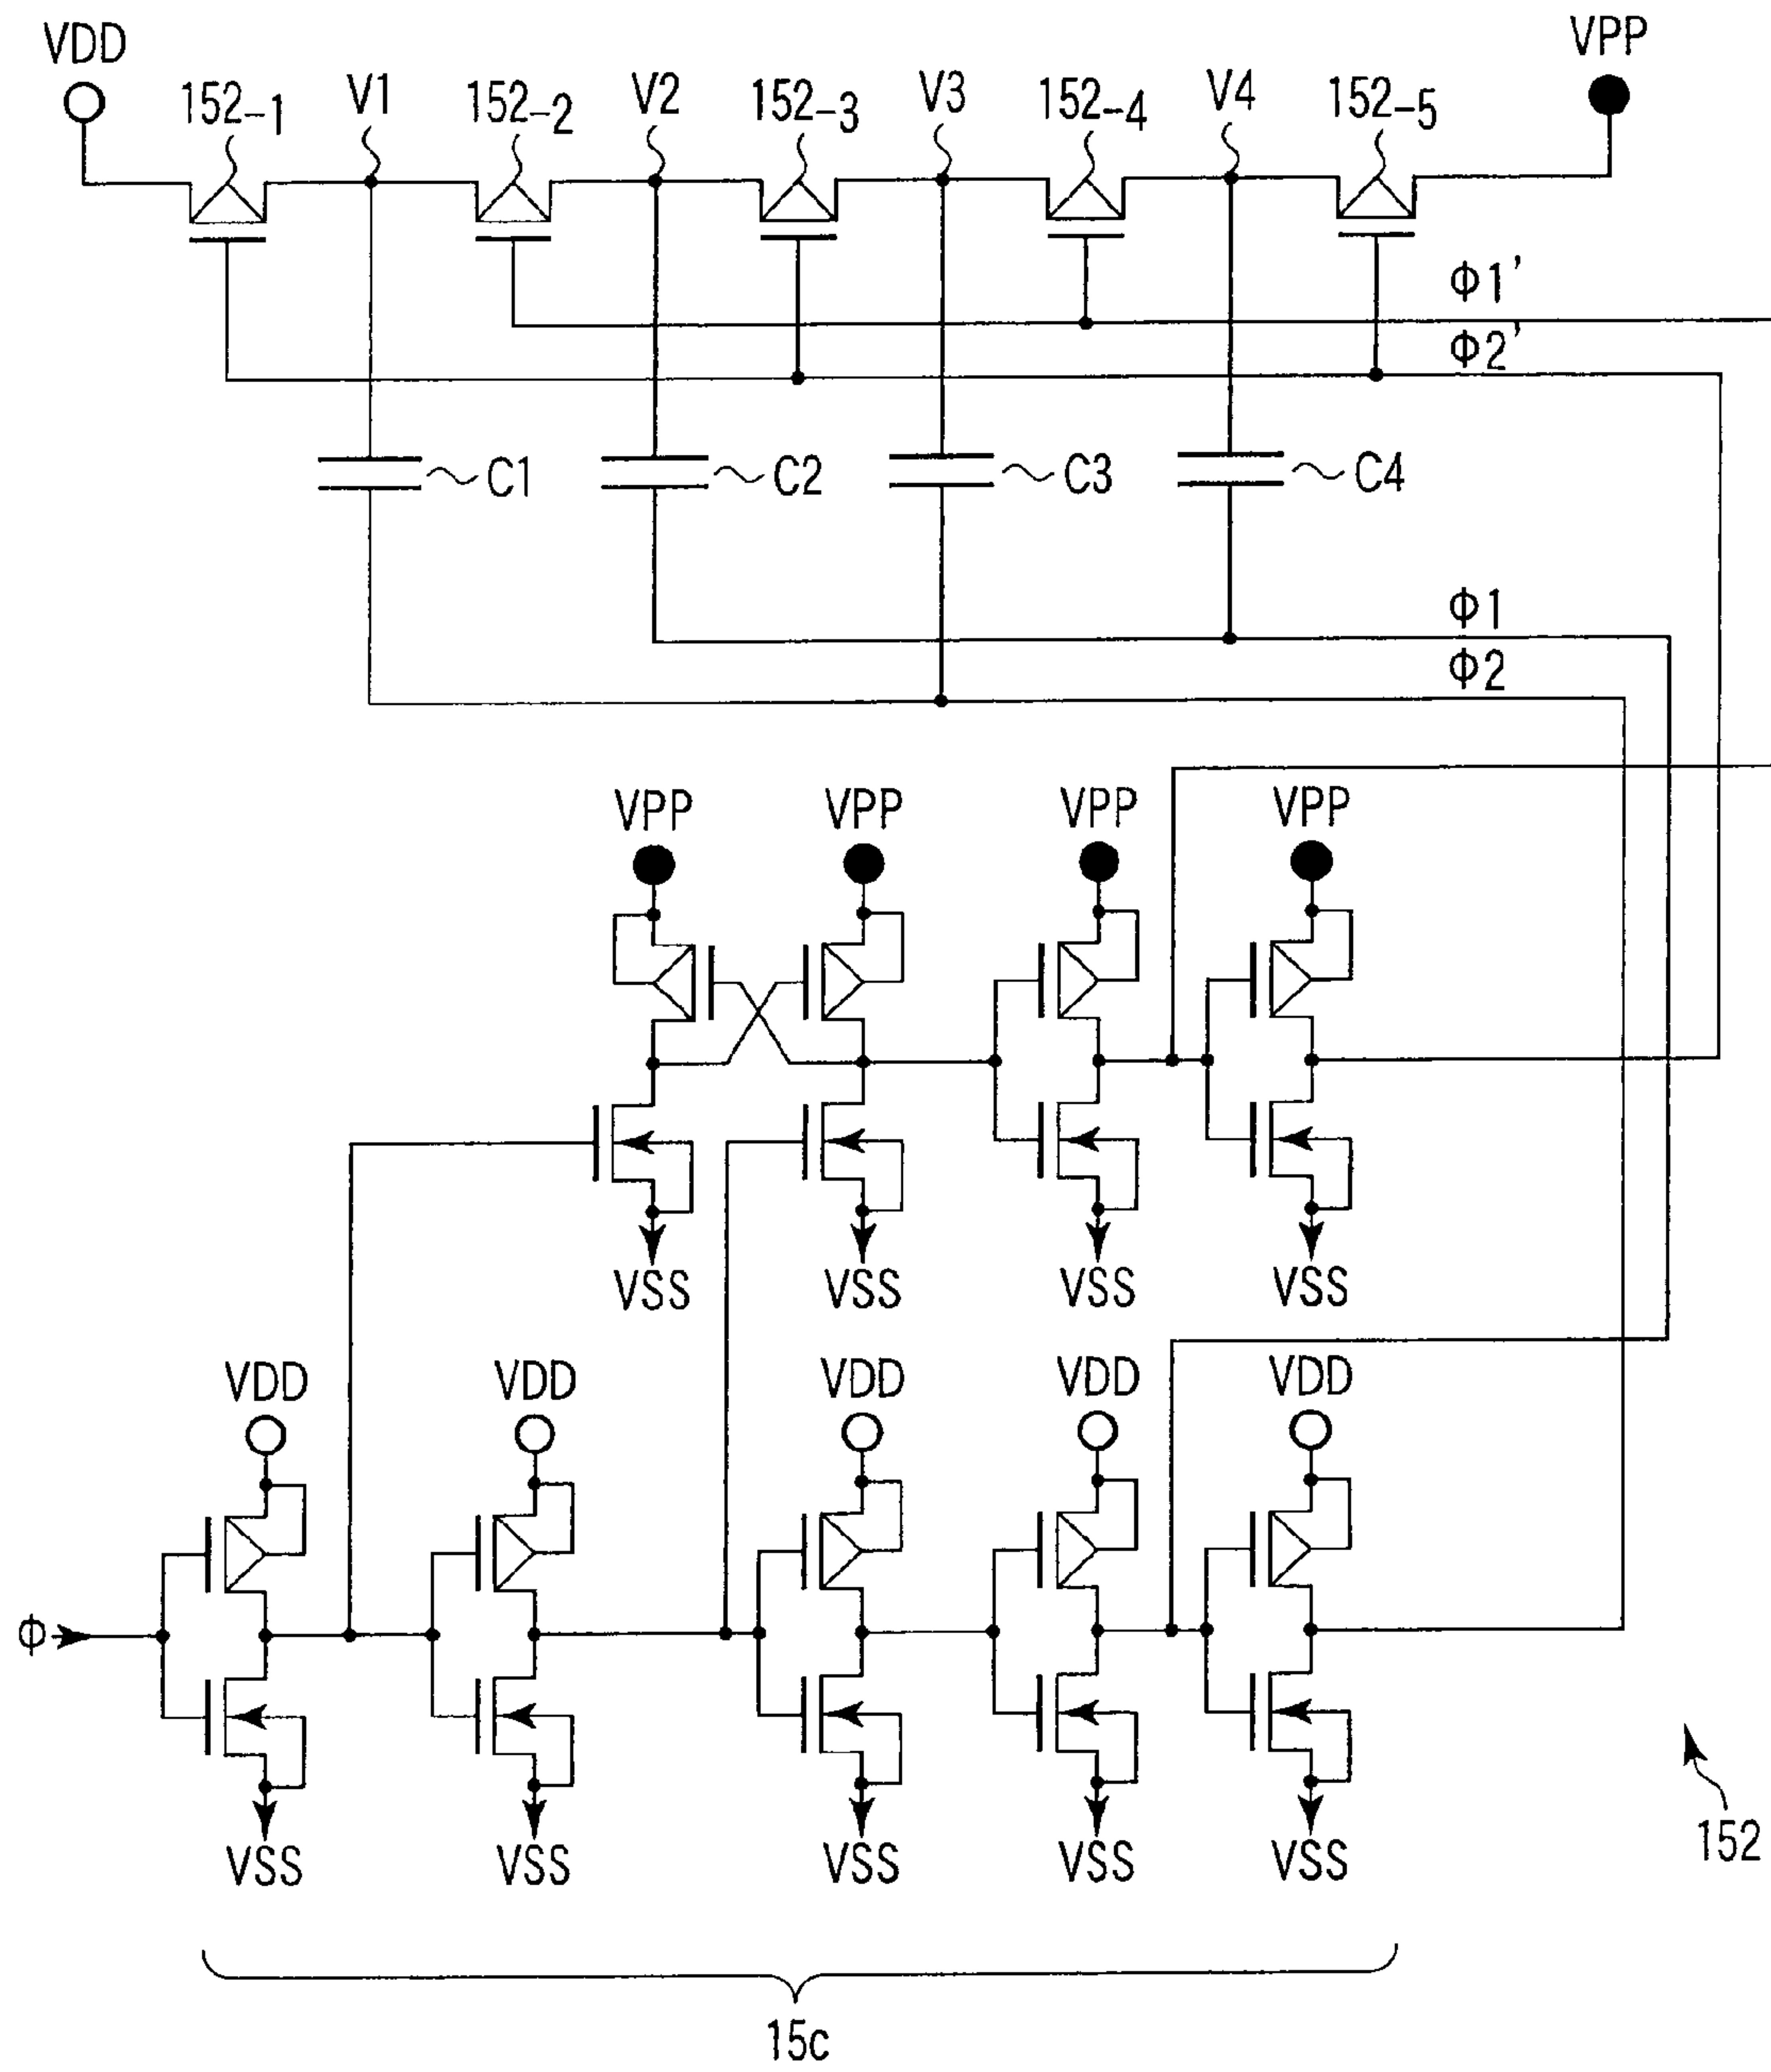 VDD
VPP
152-1
V1
152-2
V2
152-3
V3
152-4
V4
152-5
Φ1'
Φ2'
C1
C2
C3
C4
Φ1
Φ2
VPP
VPP
VPP
VPP
VSS
VSS
VSS
VSS
VDD
VDD
VDD
VDD
VDD
Φ
VSS
VSS
VSS
VSS
VSS
152
15c